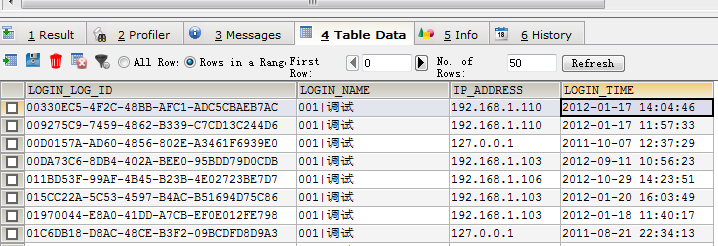 1 Result 2 Profiler 3 Messages 4 Table Data 5 Info 6 History
All Row: Rows in a Rang First Row: 0 No. of Rows: 50 Refresh
LOGIN_LOG_ID LOGIN_NAME IP_ADDRESS LOGIN_TIME
00330EC5-4F2C-48BB-AFC1-ADC5CBAEB7AC 001|调试 192.168.1.110 2012-01-17 14:04:46
009275C9-7459-4862-B339-C7CD13C244D6 001|调试 192.168.1.110 2012-01-17 11:57:33
00D0157A-AD60-4856-802E-A3461F6939E0 001|调试 127.0.0.1 2011-10-07 12:37:29
00DA73C6-8DB4-402A-BEE0-95BDD79D0CDB 001|调试 192.168.1.103 2012-09-11 10:56:23
011BD53F-99AF-4B45-B23B-4E02723BE7D7 001|调试 192.168.1.106 2012-10-29 14:23:51
015CC22A-5C53-4597-B4AC-B51694D75C86 001|调试 192.168.1.103 2012-01-20 16:03:49
01970044-E8A0-41DD-A7CB-EF0E012FE798 001|调试 192.168.1.103 2012-01-18 11:40:17
01C6DB18-D8AC-48CE-B3F2-09BCDFD8D9A3 001|调试 127.0.0.1 2011-08-21 22:34:13